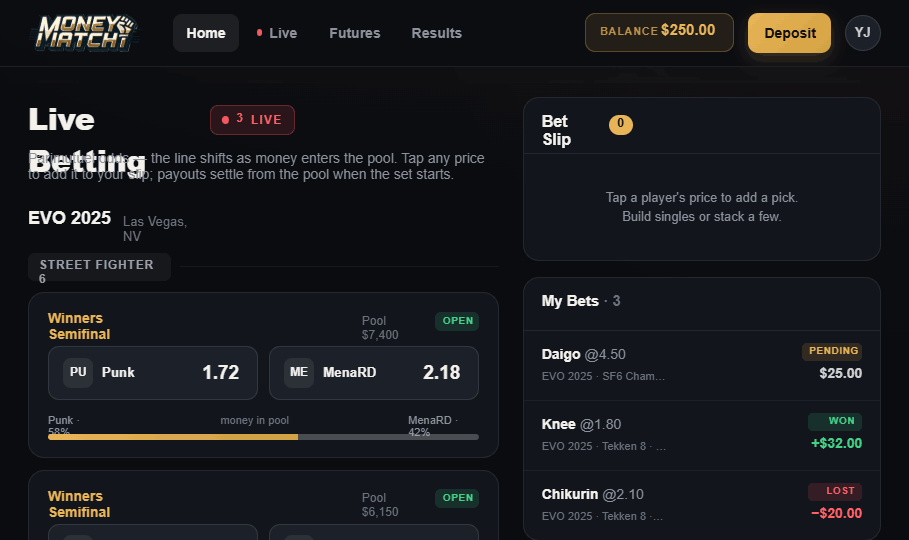 MONEY MATCH!
Home
Live
Futures
Results
BALANCE $250.00
Deposit
YJ
Live
Betting
3 LIVE
— the line shifts as money enters the pool. Tap any price
to add it to your slip; payouts settle from the pool when the set starts.
EVO 2025
Las Vegas,
NV
STREET FIGHTER
6
Winners
Semifinal
Pool
$7,400
OPEN
PU Punk 1.72
ME MenaRD 2.18
Punk ·
58%
money in pool
MenaRD ·
42%
Winners
Semifinal
Pool
$6,150
OPEN
Bet
Slip
0
Tap a player's price to add a pick.
Build singles or stack a few.
My Bets · 3
Daigo @4.50
EVO 2025 · SF6 Cham...
PENDING
$25.00
Knee @1.80
EVO 2025 · Tekken 8 · ...
WON
+$32.00
Chikurin @2.10
EVO 2025 · Tekken 8 ·...
LOST
−$20.00